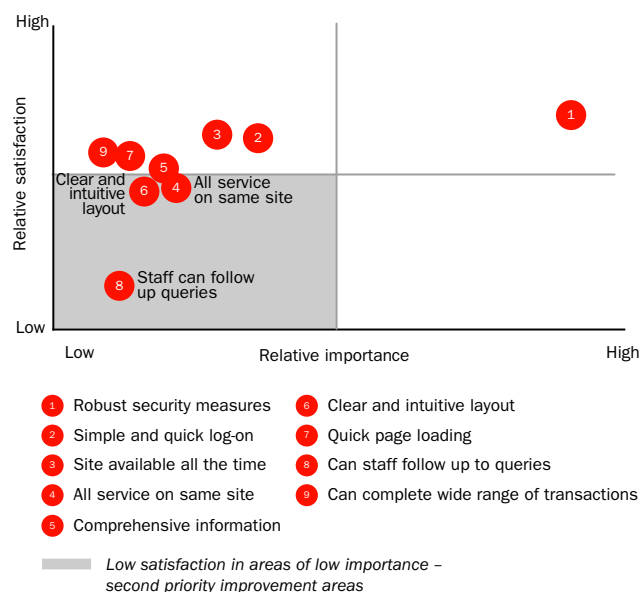 High
Relative satisfaction
1
3
2
9
7
5
Clear and
intuitive
layout
6
4
All service
on same site
8
Staff can follow
up queries
Low
Low
Relative importance
High
1 Robust security measures
2 Simple and quick log-on
3 Site available all the time
4 All service on same site
5 Comprehensive information
6 Clear and intuitive layout
7 Quick page loading
8 Can staff follow up to queries
9 Can complete wide range of transactions
Low satisfaction in areas of low importance –
second priority improvement areas